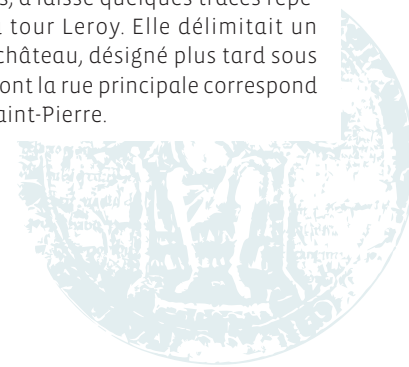 a laissé quelques traces repé-
tour Leroy. Elle délimitait un
château, désigné plus tard sous
ont la rue principale correspond
aint-Pierre.